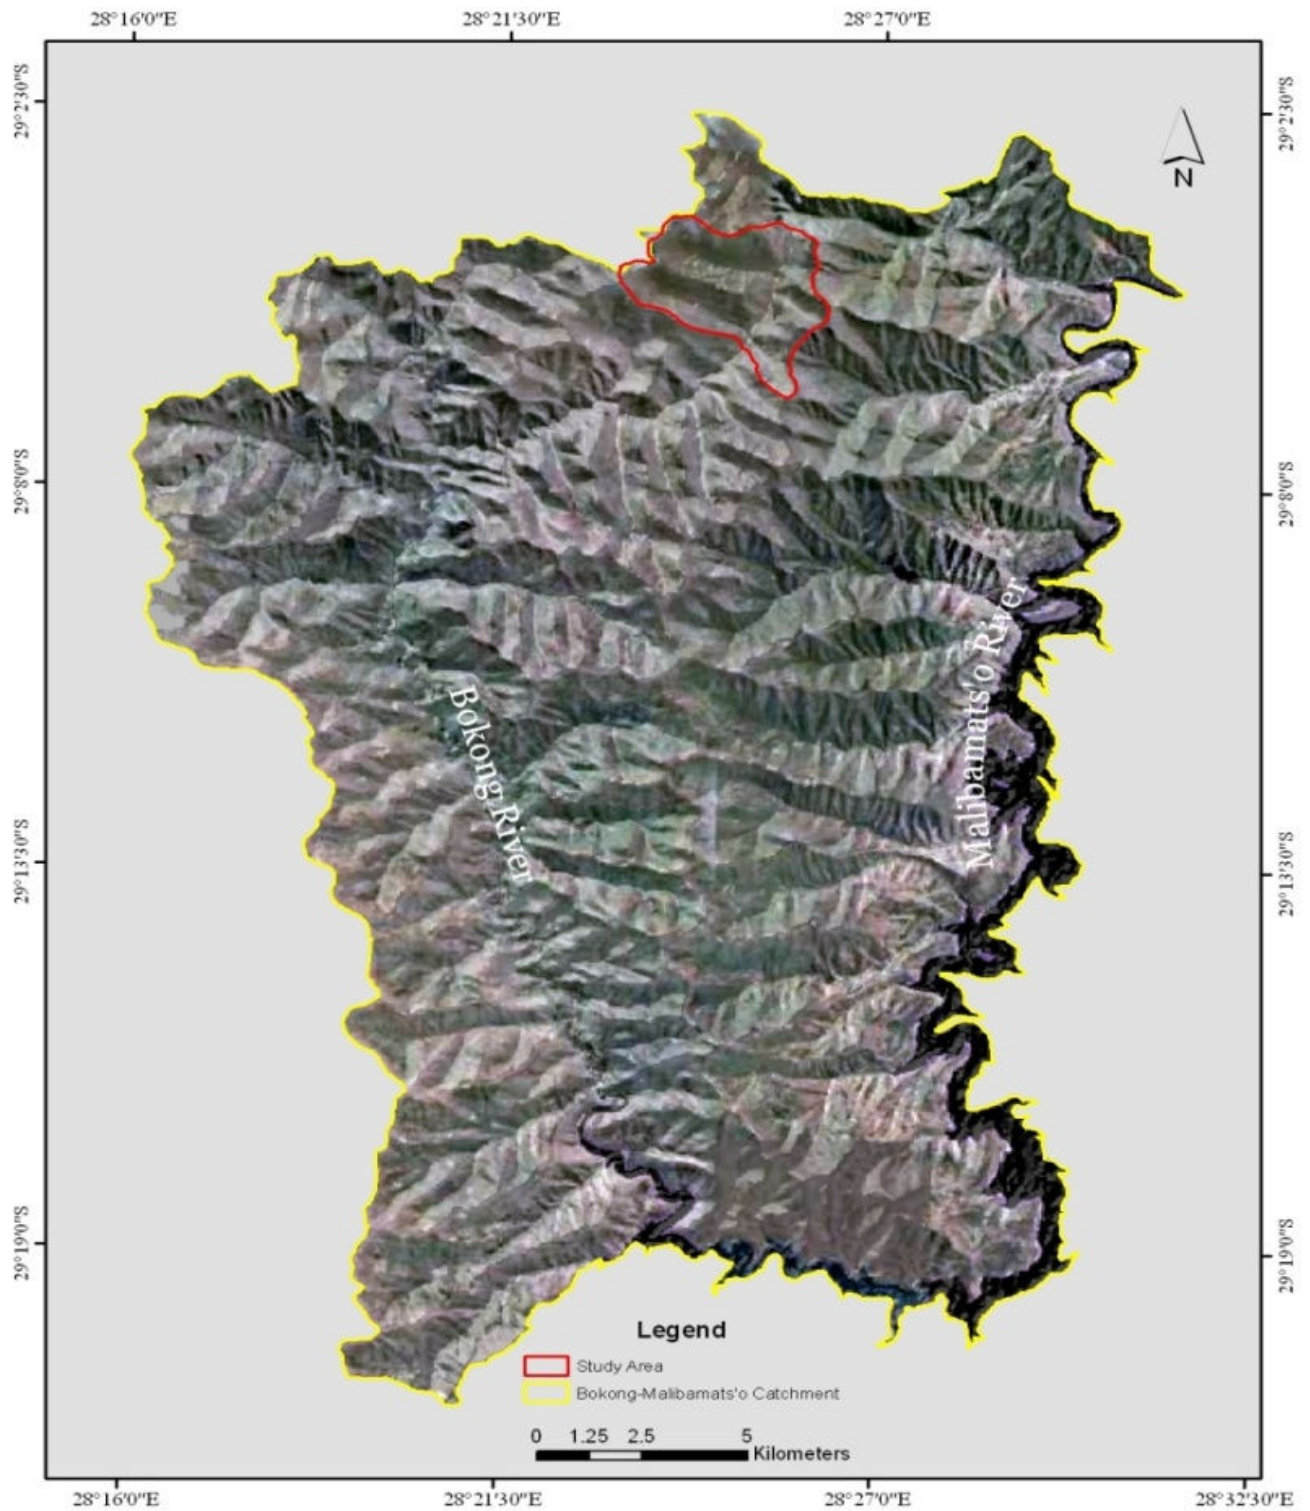 28°16'0"E 28°21'30"E 28°27'0"E
29°2'30"S
29°2'30"S
N
29°8'0"S
29°8'0"S
Malibamats'o River
Bokong River
29°13'30"S
29°13'30"S
29°19'0"S
29°19'0"S
Legend
Study Area
Bokong-Malibamats'o Catchment
0 1.25 2.5 5
Kilometers
28°16'0"E 28°21'30"E 28°27'0"E 28°32'30"E